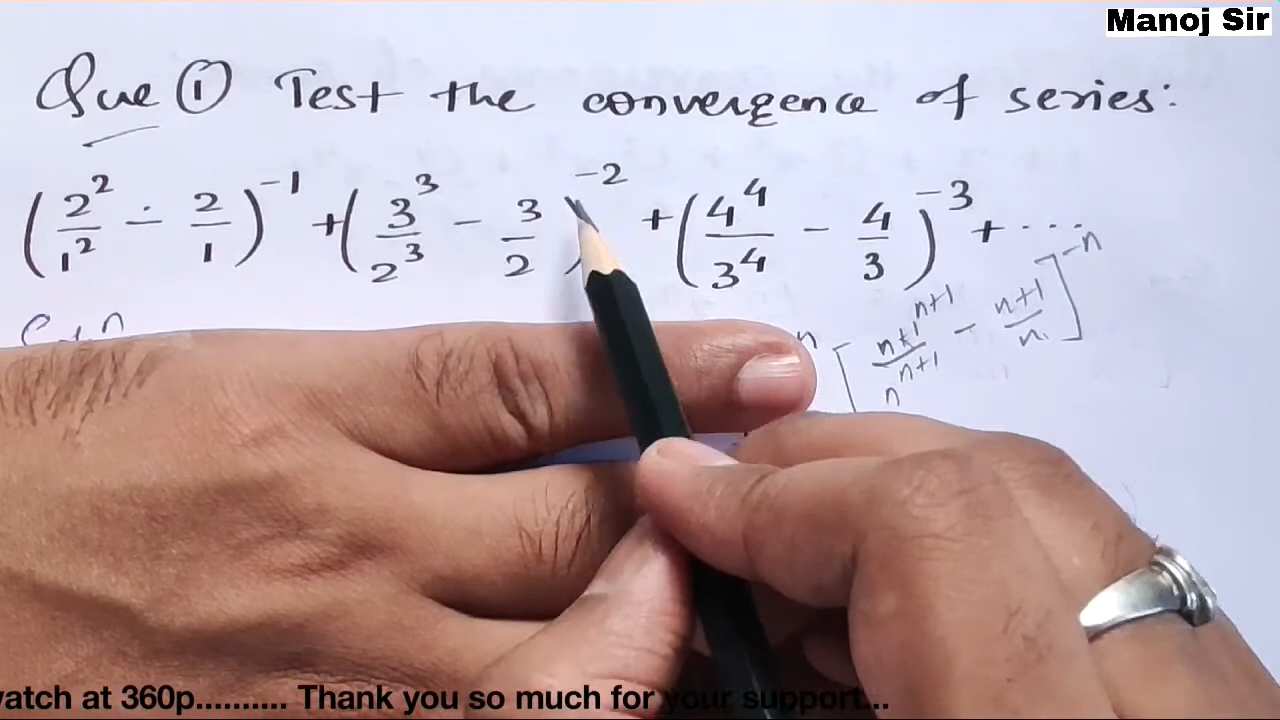 Manoj Sir
Que ① Test the convergence of series:
(2²/1² - 2/1)⁻¹ + (3³/2³ - 3/2)⁻² + (4⁴/3⁴ - 4/3)⁻³ + ...
n [n+1ⁿ⁺¹/nⁿ⁺¹ - n+1/n]⁻ⁿ
watch at 360p.......... Thank you so much for your support...